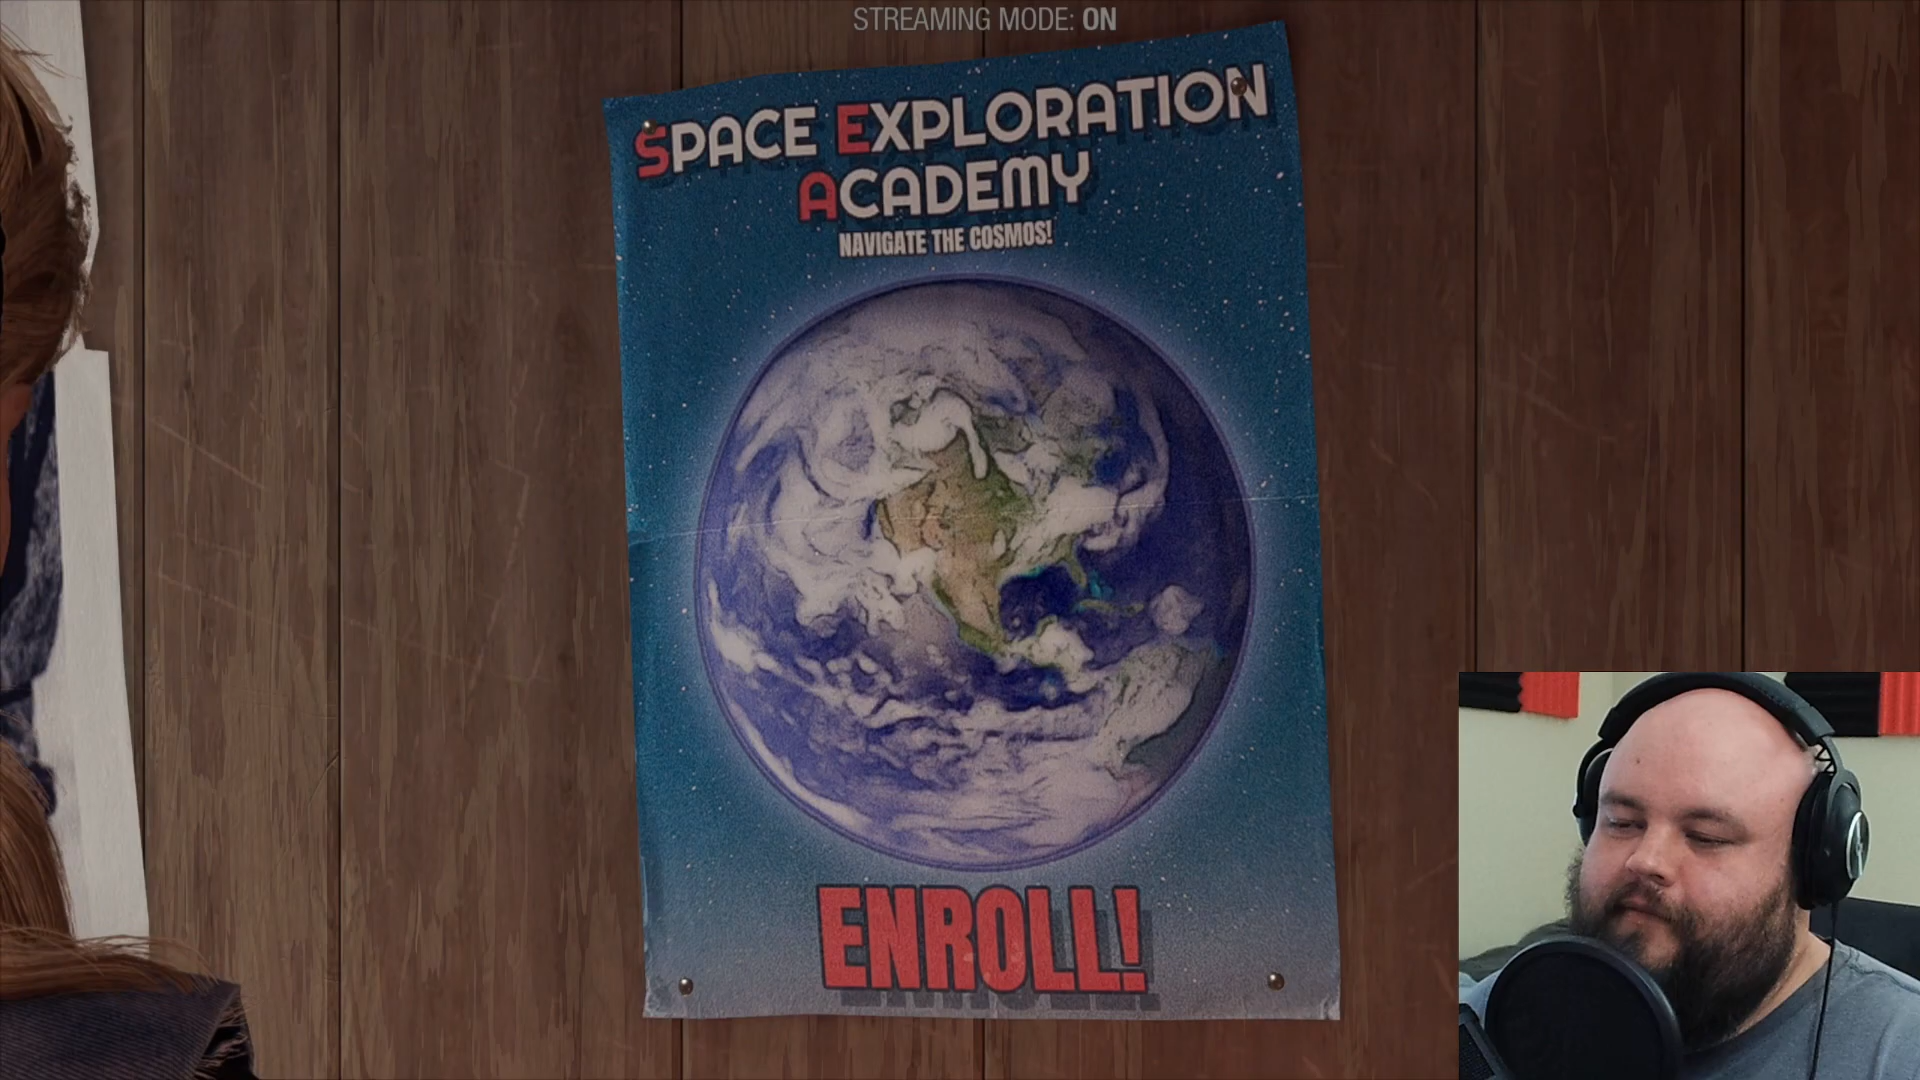 STREAMING MODE: ON
SPACE EXPLORATION
ACADEMY
NAVIGATE THE COSMOS!
ENROLL!